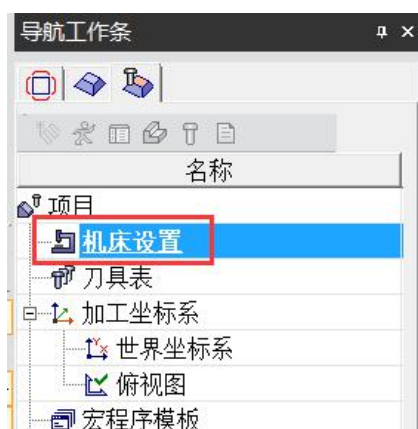 导航工作条
名称
项目
机床设置
刀具表
加工坐标系
世界坐标系
俯视图
宏程序模板